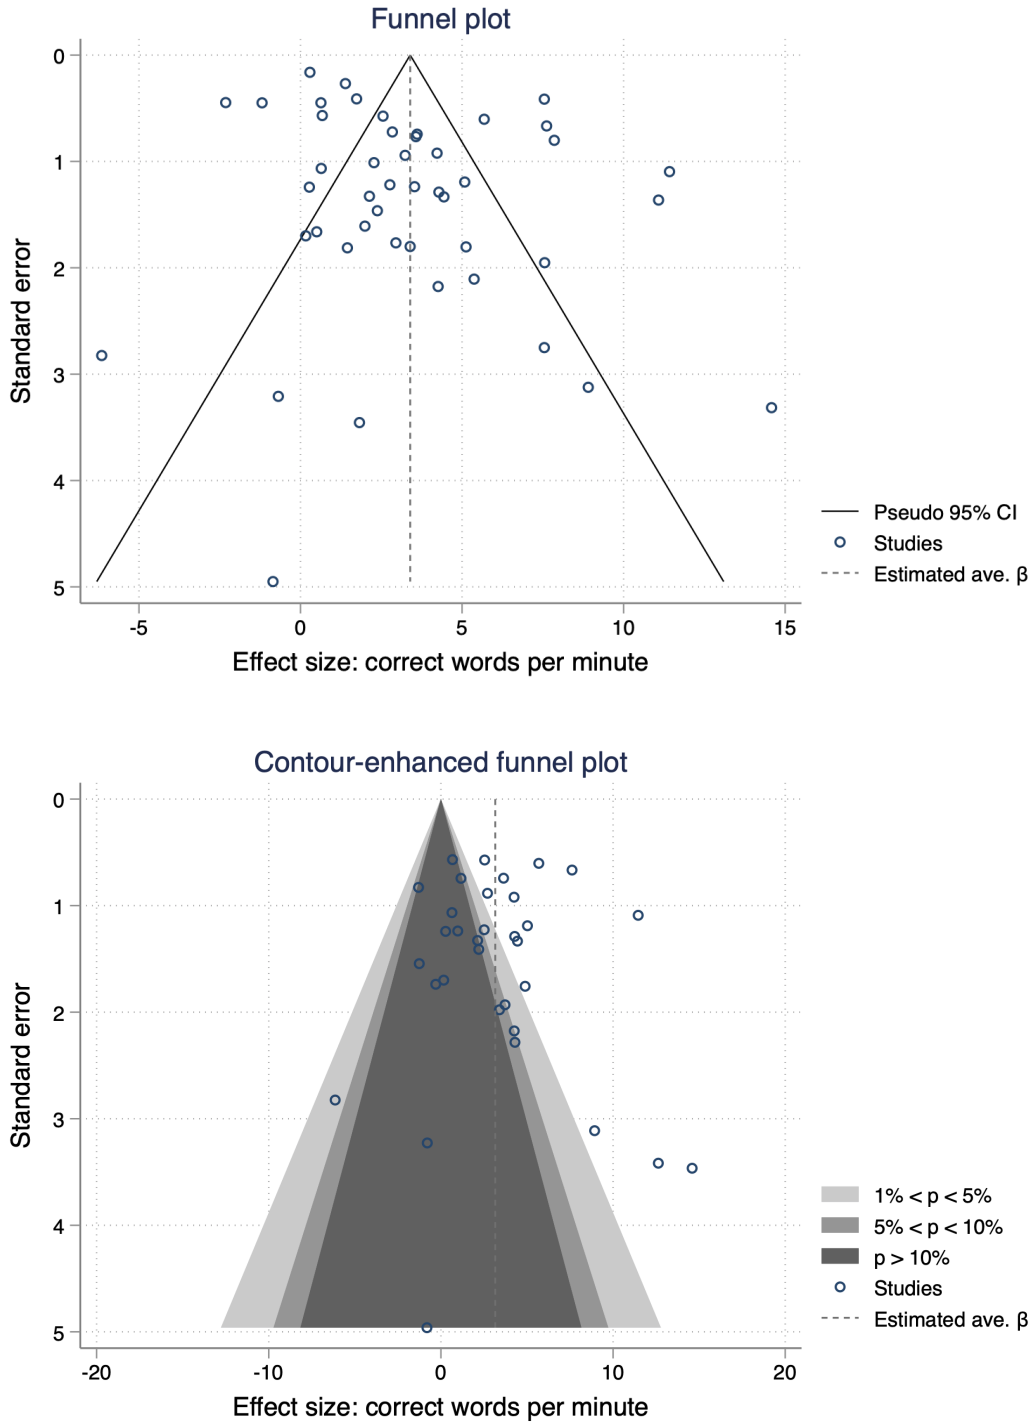 Funnel plot
0
1
2
3
4
5
Standard error
-5
0
5
10
15
Effect size: correct words per minute
Pseudo 95% CI
Studies
Estimated ave. β
Contour-enhanced funnel plot
0
1
2
3
4
5
Standard error
-20
-10
0
10
20
Effect size: correct words per minute
1% < p < 5%
5% < p < 10%
p > 10%
Studies
Estimated ave. β